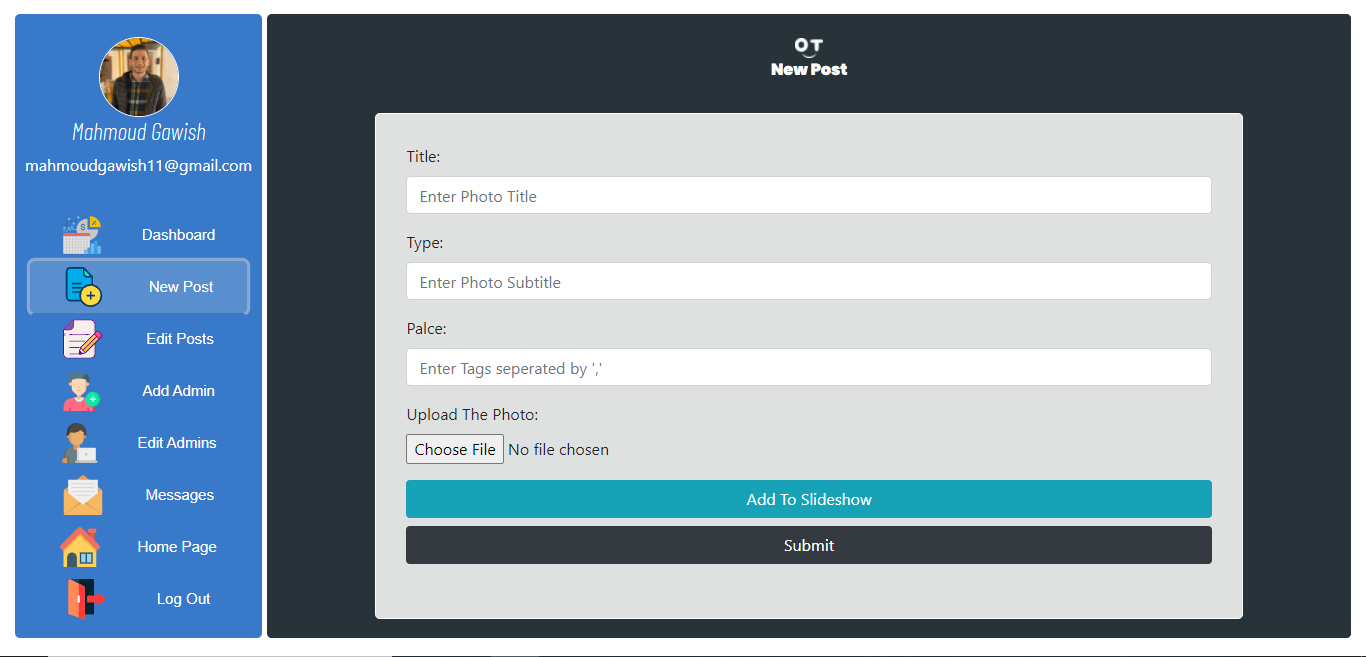 Mahmoud Gawish
mahmoudgawish11@gmail.com
Dashboard
New Post
Edit Posts
Add Admin
Edit Admins
Messages
Home Page
Log Out
OT
New Post
Title:
Enter Photo Title
Type:
Enter Photo Subtitle
Palce:
Enter Tags seperated by ','
Upload The Photo:
Choose File No file chosen
Add To Slideshow
Submit